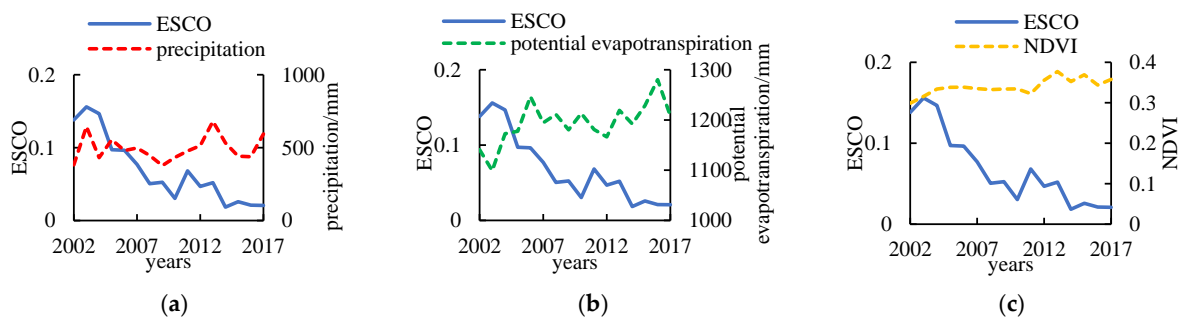 ESCO
precipitation
0.2
0.1
0
1000
500
0
ESCO
precipitation/mm
2002 2007 2012 2017
years
(a)
ESCO
potential evapotranspiration
0.2
0.1
0
1300
1200
1100
1000
ESCO
potential
evapotranspiration/mm
2002 2007 2012 2017
years
(b)
ESCO
NDVI
0.2
0.1
0
0.4
0.3
0.2
0.1
0
ESCO
NDVI
2002 2007 2012 2017
years
(c)